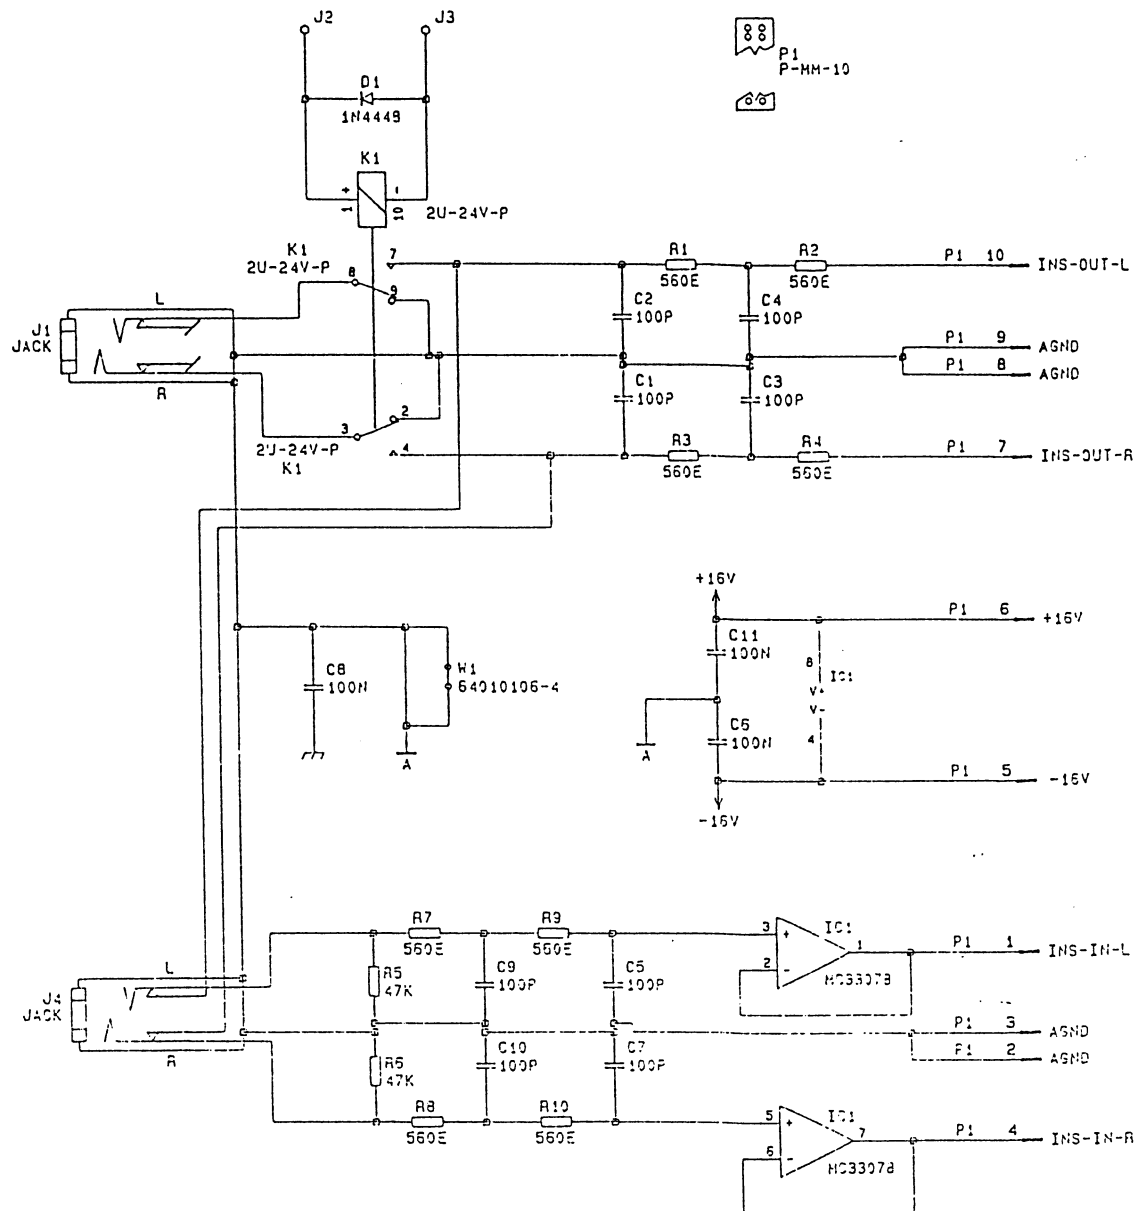 J2
J3
P1
P-MM-10
D1
1N4449
K1
1 +
10 -
2U-24V-P
K1
2U-24V-P
8
7
9
R1
560E
R2
560E
P1 10 INS-OUT-L
L
J1
JACK
C2
100P
C4
100P
P1 9 AGND
P1 8 AGND
R
C1
100P
C3
100P
2
3
4
2U-24V-P
K1
R3
560E
R4
560E
P1 7 INS-OUT-R
+16V
P1 6 +16V
C11
100N
C8
100N
W1
64010106-4
8
IC1
V+
V-
4
A
C6
100N
A
P1 5 -16V
-16V
R7
560E
R9
560E
3
+
IC1
1
P1 1 INS-IN-L
2
-
MC33078
L
J4
JACK
R5
47K
C9
100P
C5
100P
P1 3 AGND
P1 2 AGND
R
R6
47K
C10
100P
C7
100P
R8
560E
R10
560E
5
+
IC1
7
P1 4 INS-IN-R
6
-
MC33078